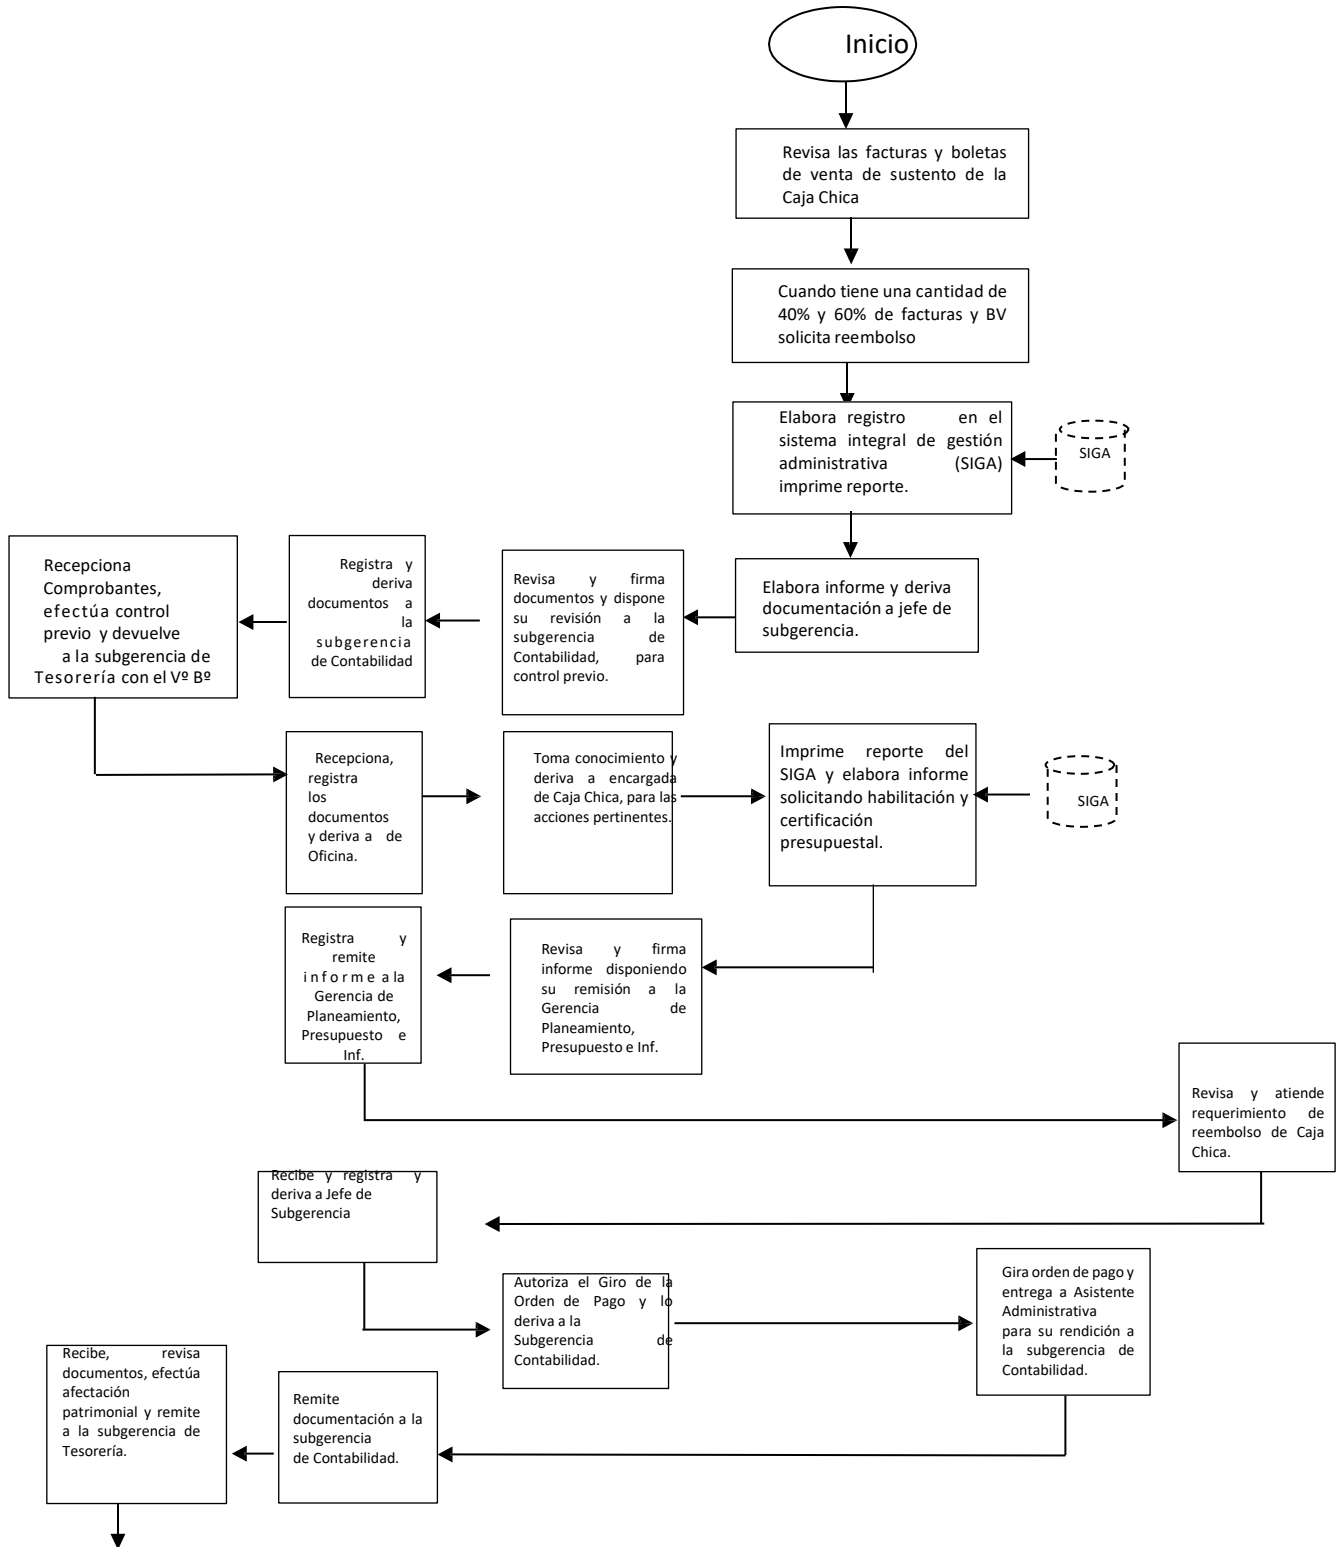 Inicio
Revisa las facturas y boletas
de venta de sustento de la
Caja Chica
Cuando tiene una cantidad de
40% y 60% de facturas y BV
solicita reembolso
Elabora registro en el
sistema integral de gestión
administrativa (SIGA)
imprime reporte.
SIGA
Elabora informe y deriva
documentación a jefe de
subgerencia.
Revisa y firma
documentos y dispone
su revisión a la
subgerencia de
Contabilidad, para
control previo.
Registra y
deriva
documentos a
la
subgerencia
de Contabilidad
Recepciona
Comprobantes,
efectúa control
previo y devuelve
a la subgerencia de
Tesorería con el Vº Bº
Recepciona,
registra
los
documentos
y deriva a de
Oficina.
Toma conocimiento y
deriva a encargada
de Caja Chica, para las
acciones pertinentes.
Imprime reporte del
SIGA y elabora informe
solicitando habilitación y
certificación
presupuestal.
SIGA
Revisa y firma
informe disponiendo
su remisión a la
Gerencia de
Planeamiento,
Presupuesto e Inf.
Registra y
remite
informe a la
Gerencia de
Planeamiento,
Presupuesto e
Inf.
Revisa y atiende
requerimiento de
reembolso de Caja
Chica.
Recibe y registra y
deriva a Jefe de
Subgerencia
Autoriza el Giro de la
Orden de Pago y lo
deriva a la
Subgerencia de
Contabilidad.
Gira orden de pago y
entrega a Asistente
Administrativa
para su rendición a
la subgerencia de
Contabilidad.
Remite
documentación a la
subgerencia
de Contabilidad.
Recibe, revisa
documentos, efectúa
afectación
patrimonial y remite
a la subgerencia de
Tesorería.